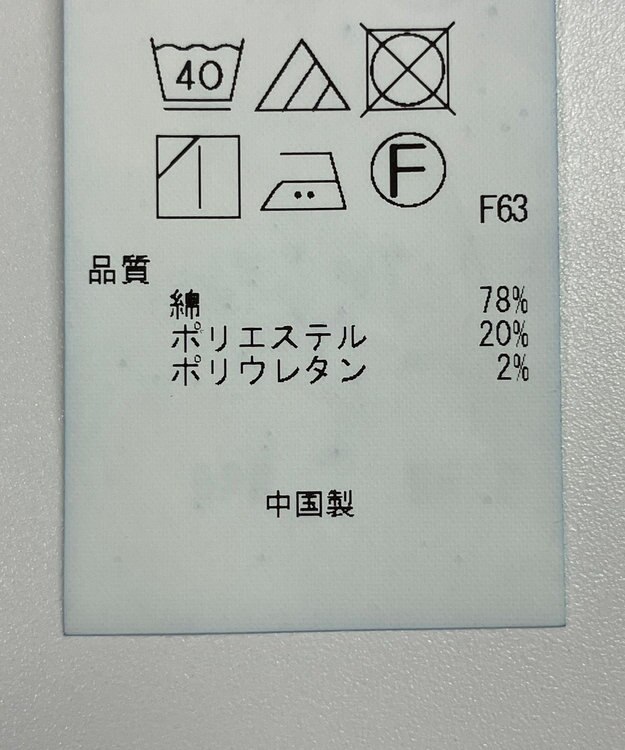 40
F
F63
品質
綿 78%
ポリエステル 20%
ポリウレタン 2%
中国製